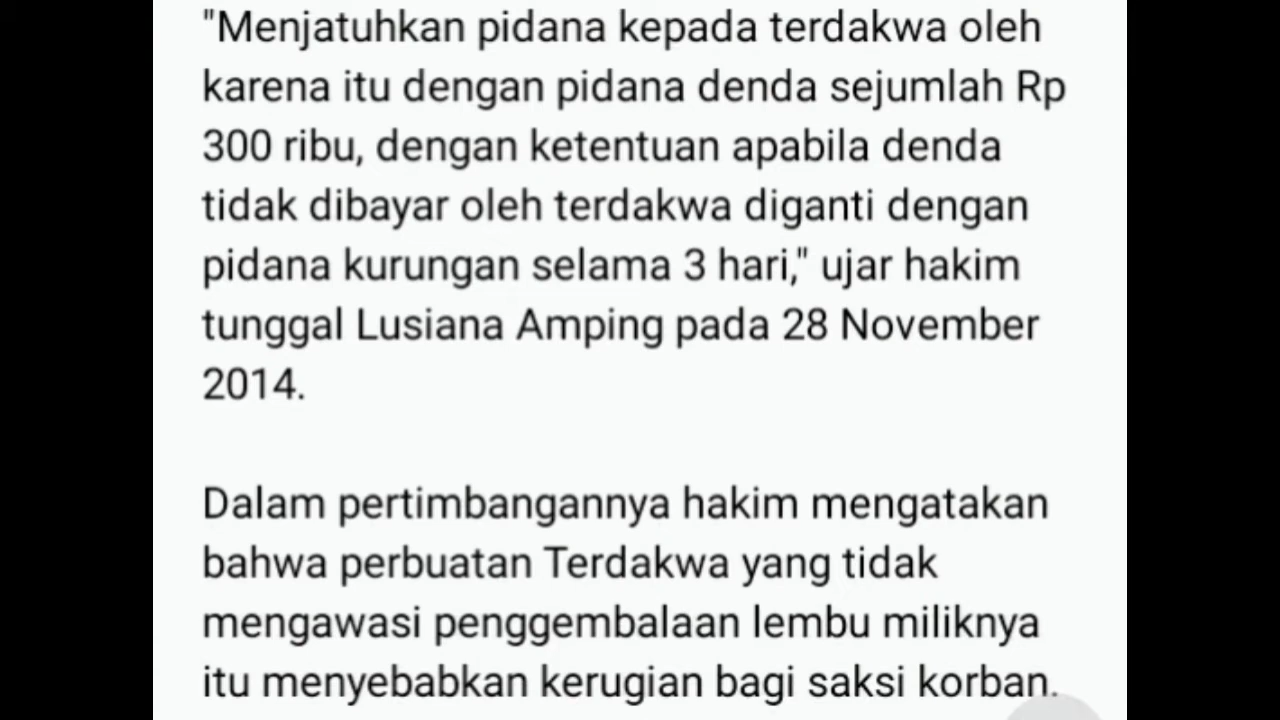 "Menjatuhkan pidana kepada terdakwa oleh
karena itu dengan pidana denda sejumlah Rp
300 ribu, dengan ketentuan apabila denda
tidak dibayar oleh terdakwa diganti dengan
pidana kurungan selama 3 hari," ujar hakim
tunggal Lusiana Amping pada 28 November
2014.
Dalam pertimbangannya hakim mengatakan
bahwa perbuatan Terdakwa yang tidak
mengawasi penggembalaan lembu miliknya
itu menyebabkan kerugian bagi saksi korban.